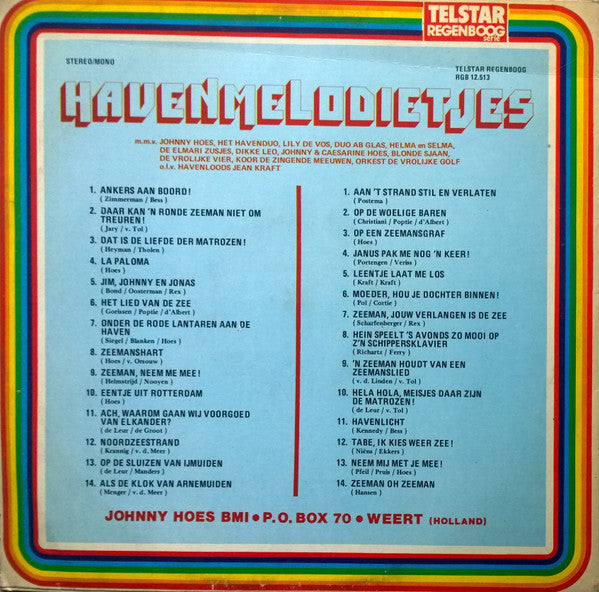 TELSTAR
REGENBOOG
serie
STEREO/MONO
TELSTAR REGENBOOG
RGB 12.513
HAVENMELODIETJES
m.m.v. JOHNNY HOES, HET HAVENDUO, LILY DE VOS, DUO AB GLAS, HELMA en SELMA,
DE ELMARI ZUSJES, DIKKE LEO, JOHNNY & CAESARINE HOES, BLONDE SJAAN,
DE VROLIJKE VIER, KOOR DE ZINGENDE MEEUWEN, ORKEST DE VROLIJKE GOLF
o.l.v. HAVENLOODS JEAN KRAFT
1. ANKERS AAN BOORD!
( Zimmerman / Bess )
2. DAAR KAN 'N RONDE ZEEMAN NIET OM
TREUREN!
( Jary / v. Tol )
3. DAT IS DE LIEFDE DER MATROZEN!
( Heyman / Tholen )
4. LA PALOMA
( Hoes )
5. JIM, JOHNNY EN JONAS
( Bond / Oosterman / Rex )
6. HET LIED VAN DE ZEE
( Gorissen / Poptie / d'Albert )
7. ONDER DE RODE LANTAREN AAN DE
HAVEN
( Siegel / Blanken / Hoes )
8. ZEEMANSHART
( Hoes / v. Orsouw )
9. ZEEMAN, NEEM ME MEE!
( Helmstrijd / Nooyen )
10. EENTJE UIT ROTTERDAM
( Hoes )
11. ACH, WAAROM GAAN WIJ VOORGOED
VAN ELKANDER?
( de Leur / de Groot )
12. NOORDZEESTRAND
( Krannig / v. d. Meer )
13. OP DE SLUIZEN VAN IJMUIDEN
( de Leur / Manders )
14. ALS DE KLOK VAN ARNEMUIDEN
( Menger / v. d. Meer )
1. AAN 'T STRAND STIL EN VERLATEN
( Postema )
2. OP DE WOELIGE BAREN
( Christiani / Poptie / d'Albert )
3. OP EEN ZEEMANSGRAF
( Hoes )
4. JANUS PAK ME NOG 'N KEER!
( Portengen / Veriss )
5. LEENTJE LAAT ME LOS
( Kraft / Kraft )
6. MOEDER, HOU JE DOCHTER BINNEN!
( Pol / Cortie )
7. ZEEMAN, JOUW VERLANGEN IS DE ZEE
( Scharfenberger / Rex )
8. HEIN SPEELT 'S AVONDS ZO MOOI OP
Z'N SCHIPPERSKLAVIER
( Richartz / Ferry )
9. 'N ZEEMAN HOUDT VAN EEN
ZEEMANSLIED
( v. d. Linden / v. Tol )
10. HELA HOLA, MEISJES DAAR ZIJN
DE MATROZEN!
( de Leur / v. Tol )
11. HAVENLICHT
( Kennedy / Bess )
12. TABE, IK KIES WEER ZEE!
( Niëns / Ekkers )
13. NEEM MIJ MET JE MEE!
( Pfeil / Pruis / Hoes )
14. ZEEMAN OH ZEEMAN
( Hansen )
JOHNNY HOES BMI • P.O. BOX 70 • WEERT (HOLLAND)